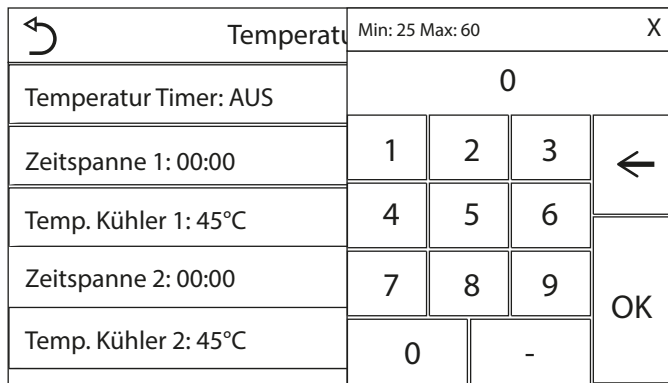 Temperatu
Temperatur Timer: AUS
Zeitspanne 1: 00:00
Temp. Kühler 1: 45°C
Zeitspanne 2: 00:00
Temp. Kühler 2: 45°C
Min: 25 Max: 60 X
0
1 2 3
4 5 6
7 8 9
OK
0 -